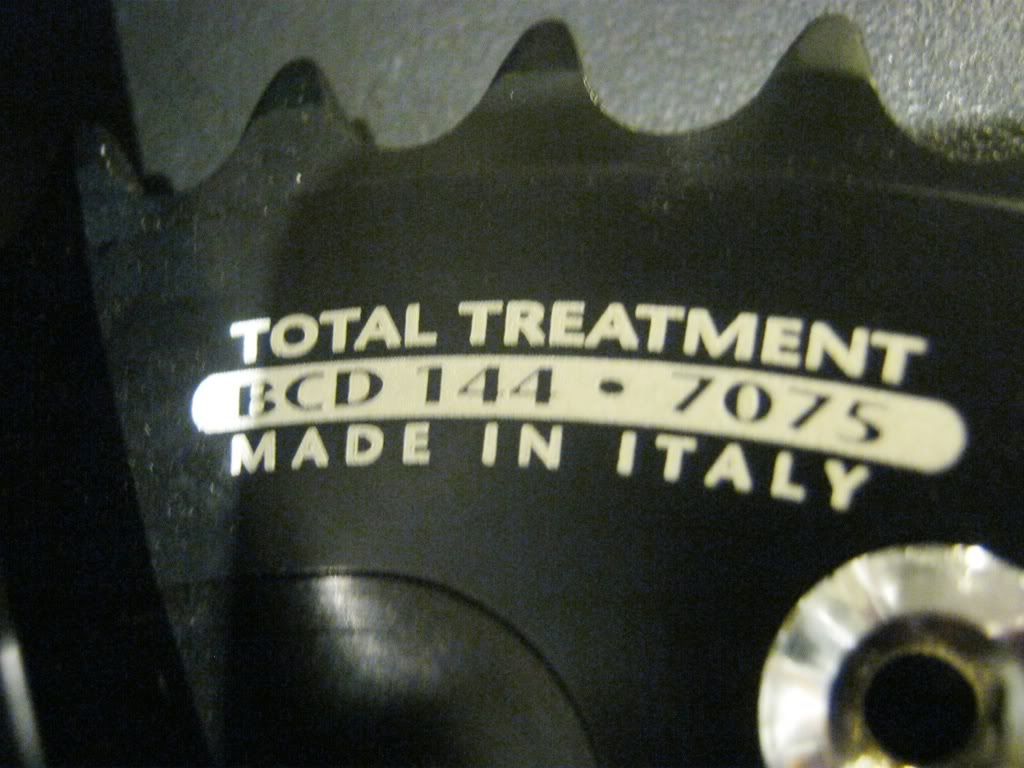 TOTAL TREATMENT
BCD 144 • 7075
MADE IN ITALY